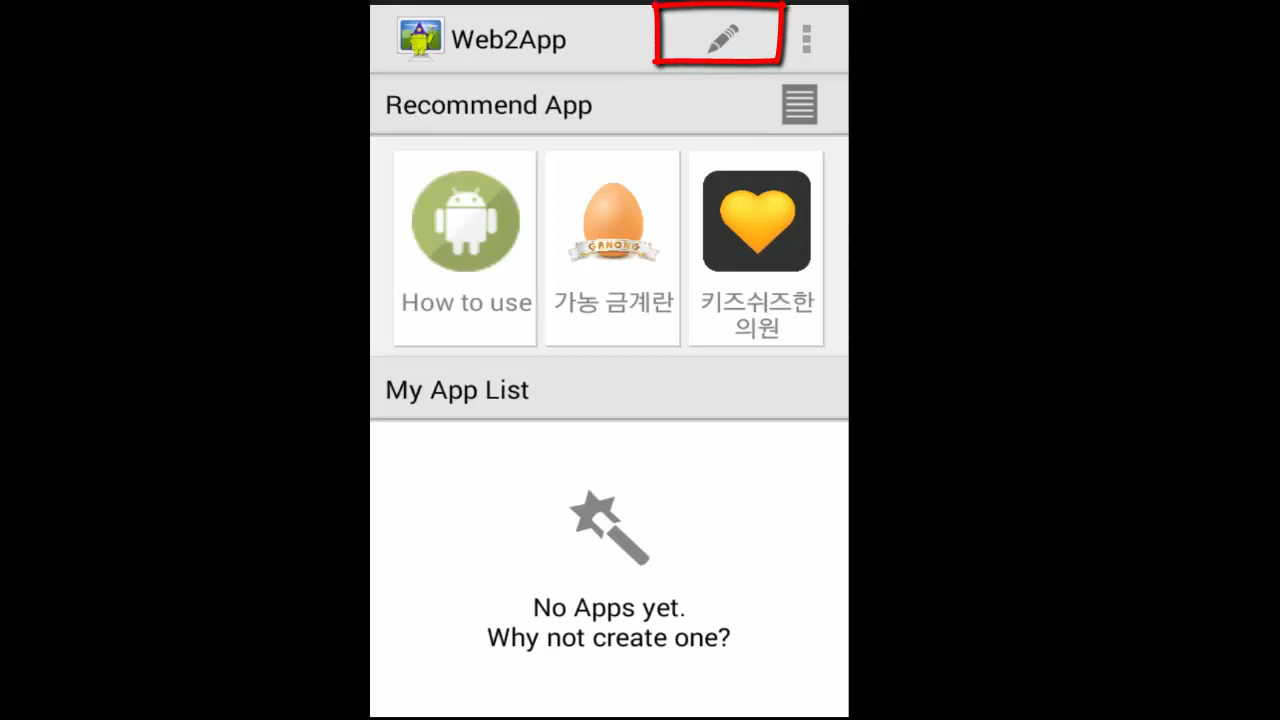 Web2App
Recommend App
GANONG
How to use
가농 금계란
키즈쉬즈한
의원
My App List
No Apps yet.
Why not create one?